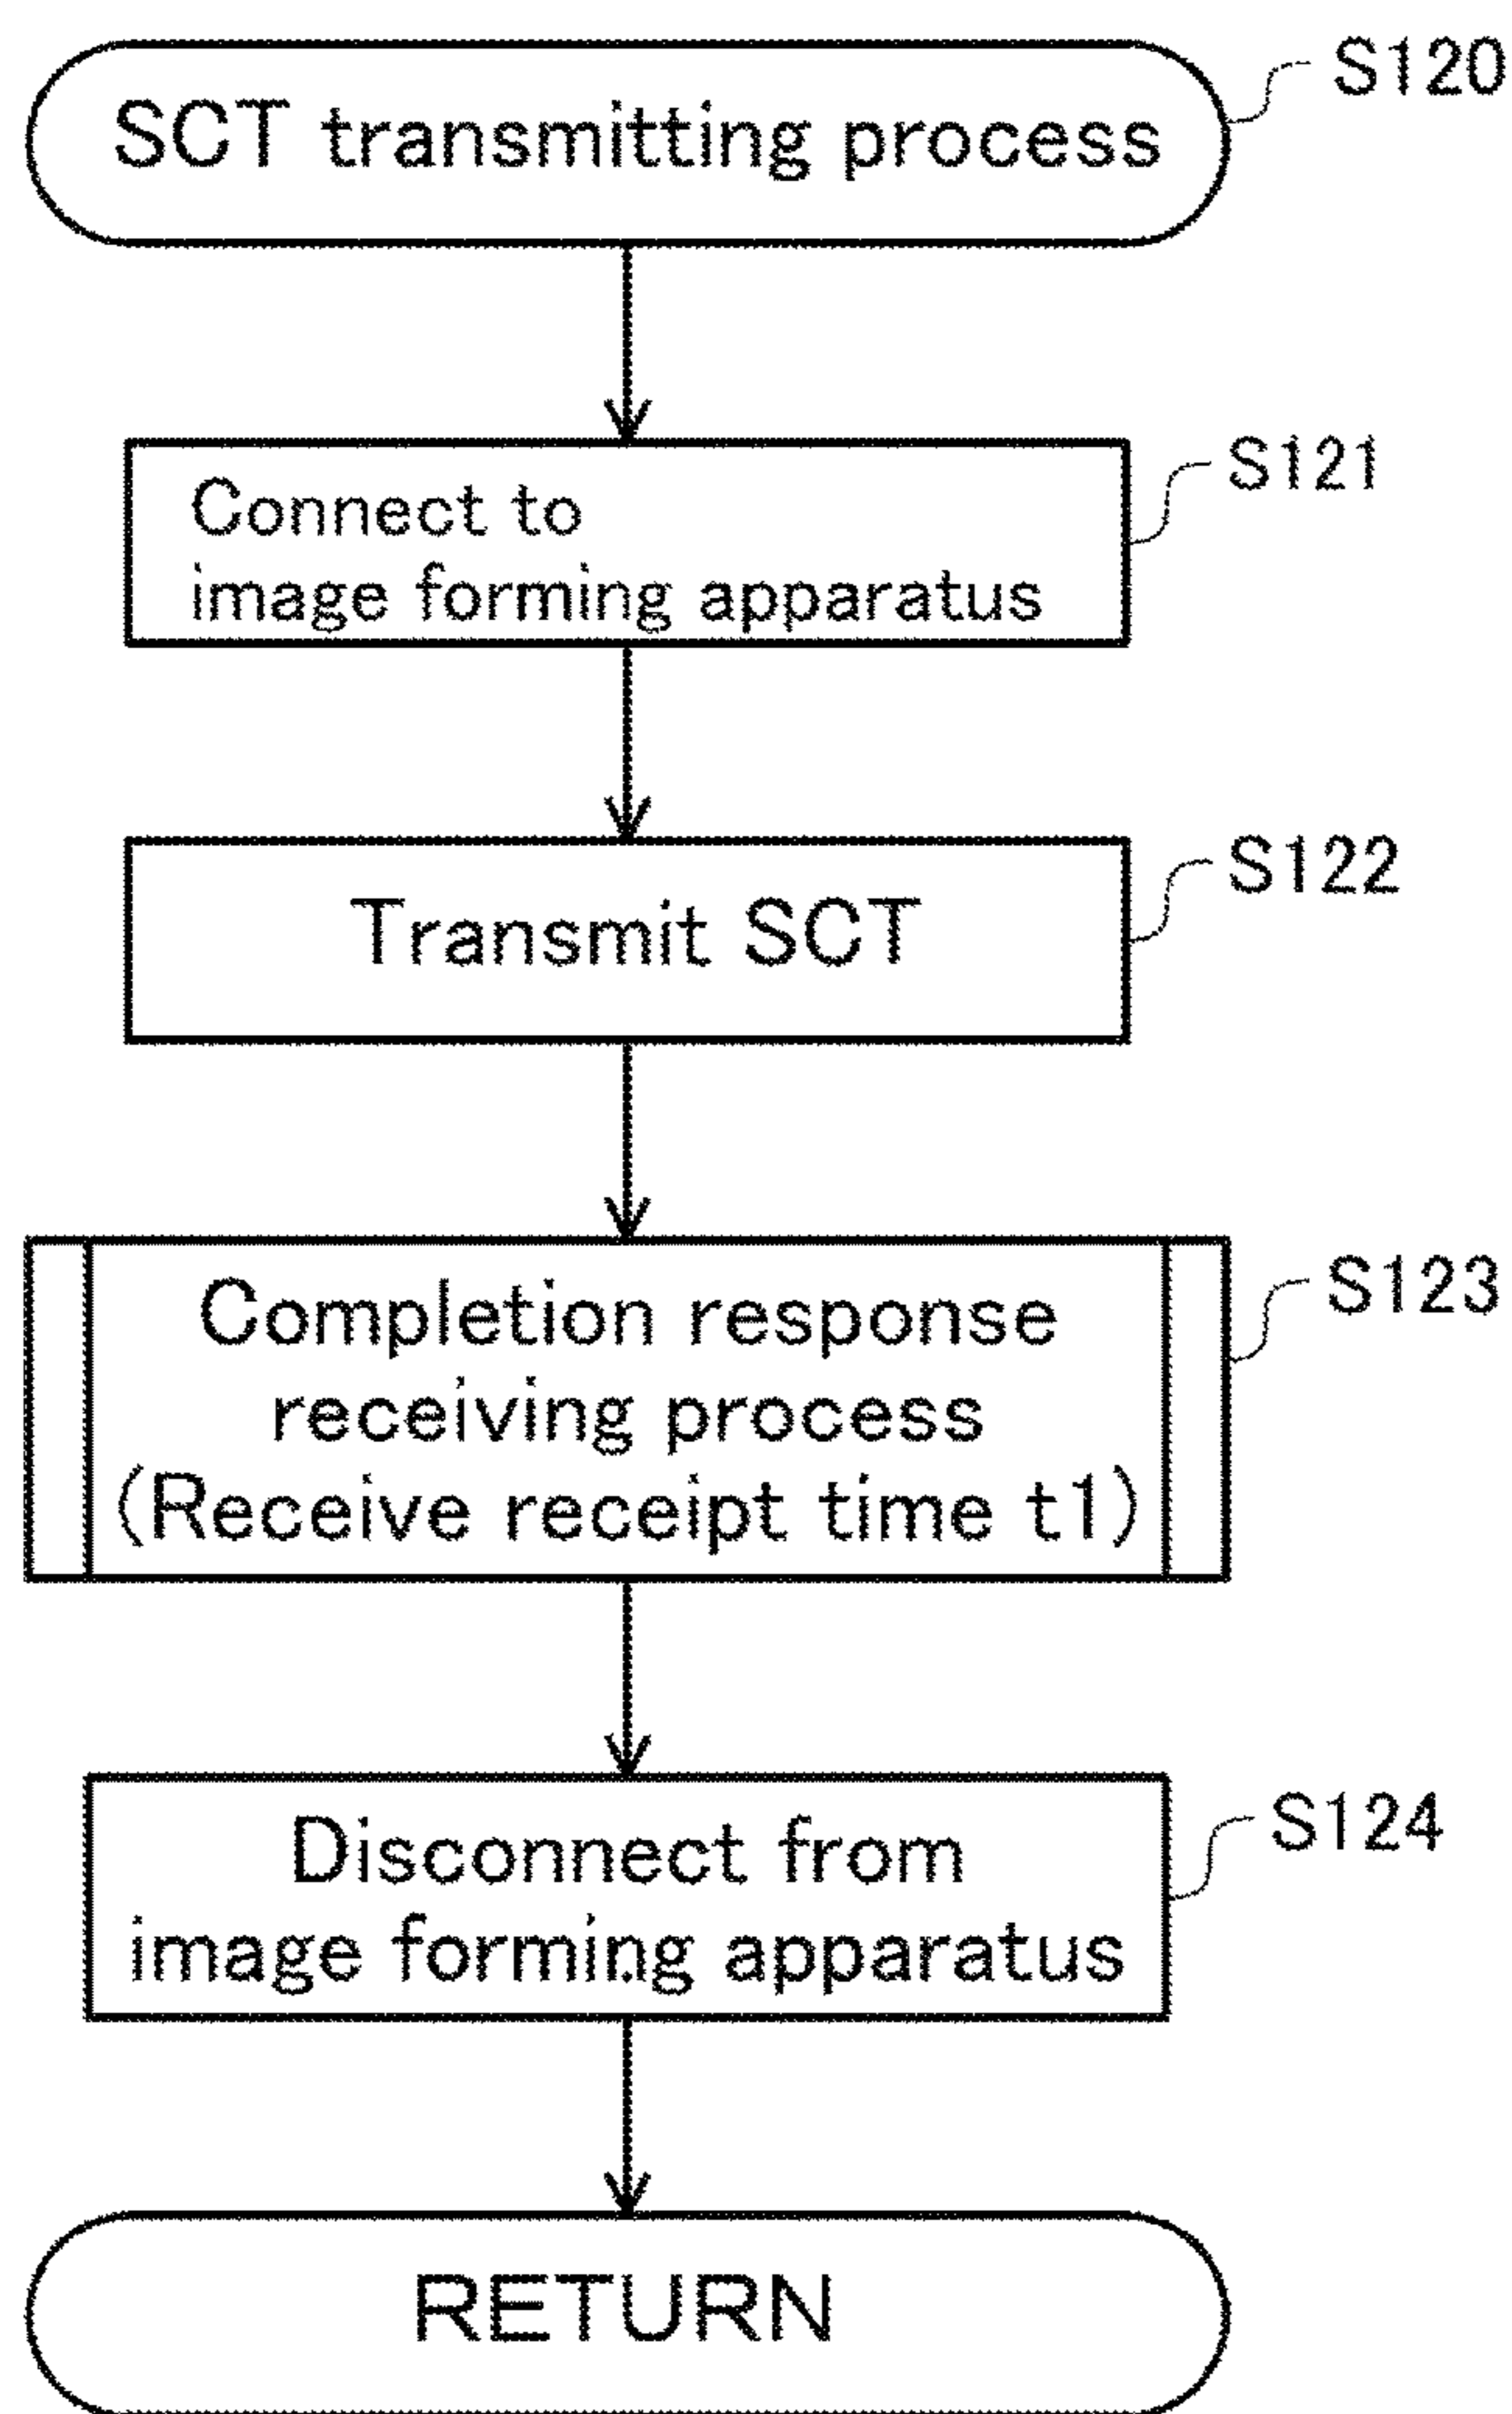 SCT transmitting process
S120
Connect to
image forming apparatus
S121
Transmit SCT
S122
Completion response
receiving process
(Receive receipt time t1)
S123
Disconnect from
image forming apparatus
S124
RETURN